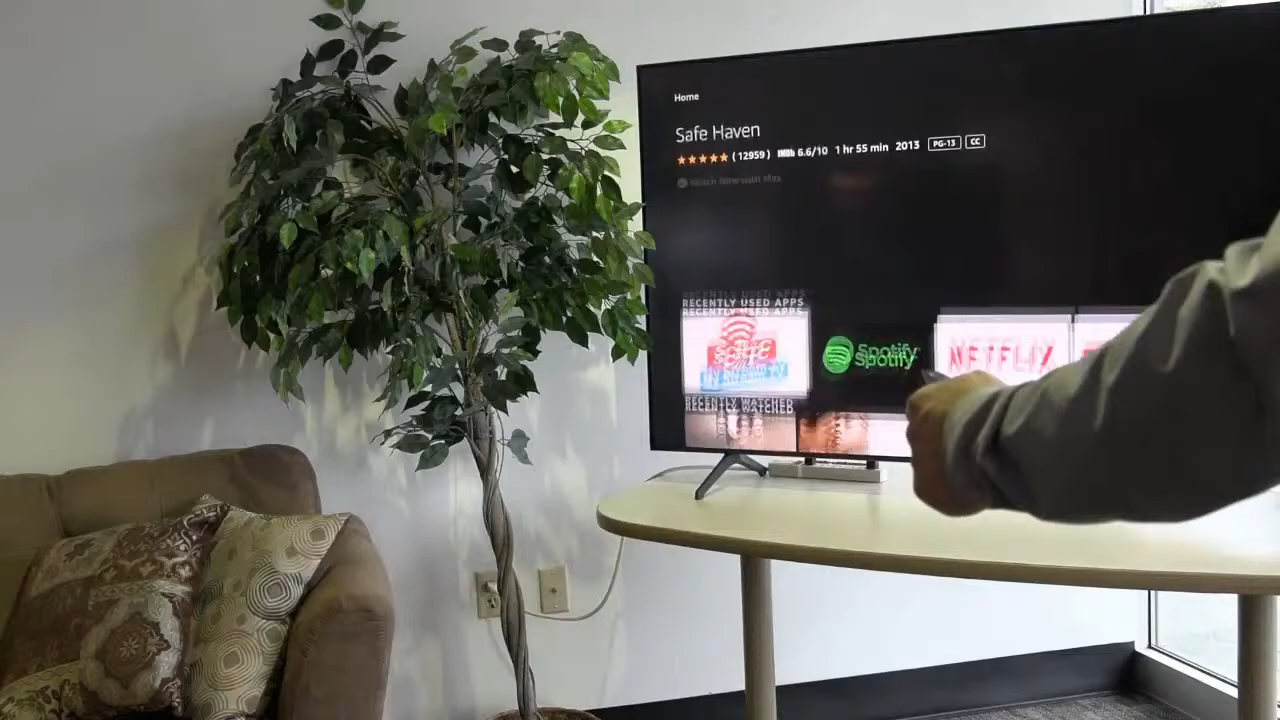 Home
Safe Haven
(12959) IMDb 6.6/10 1 hr 55 min 2013 PG-13 CC
RECENTLY USED APPS
Spotify
NETFLIX
RECENTLY WATCHED